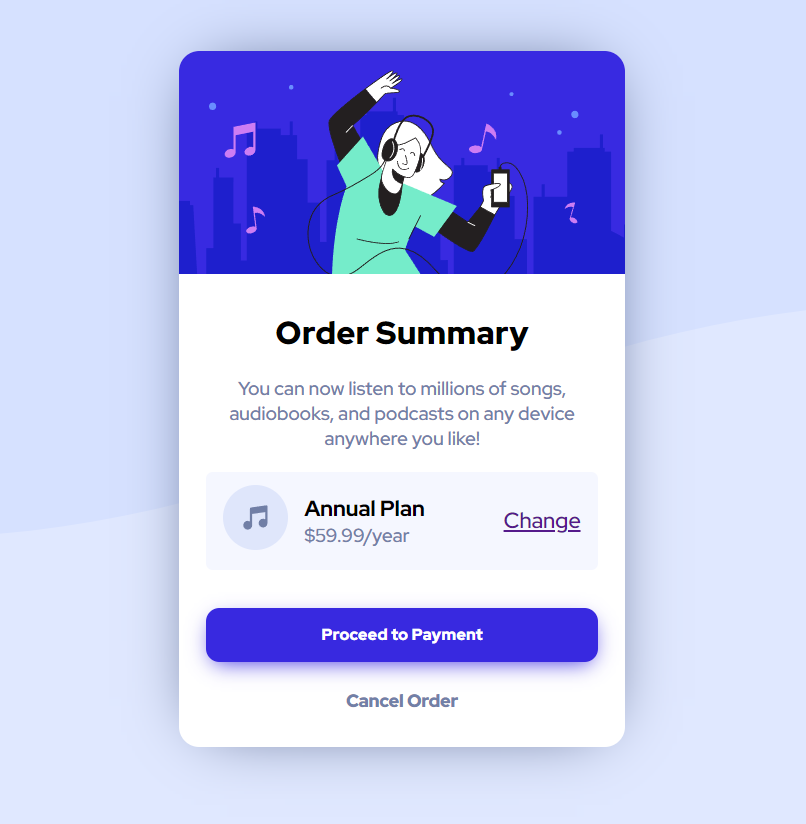 Order Summary
You can now listen to millions of songs,
audiobooks, and podcasts on any device
anywhere you like!
Annual Plan
$59.99/year
Change
Proceed to Payment
Cancel Order